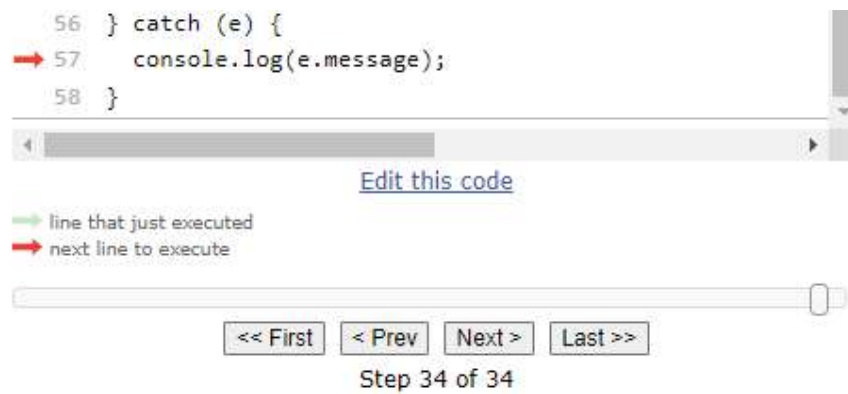 56 } catch (e) {
57 console.log(e.message);
58 }
Edit this code
line that just executed
next line to execute
<< First < Prev Next > Last >>
Step 34 of 34